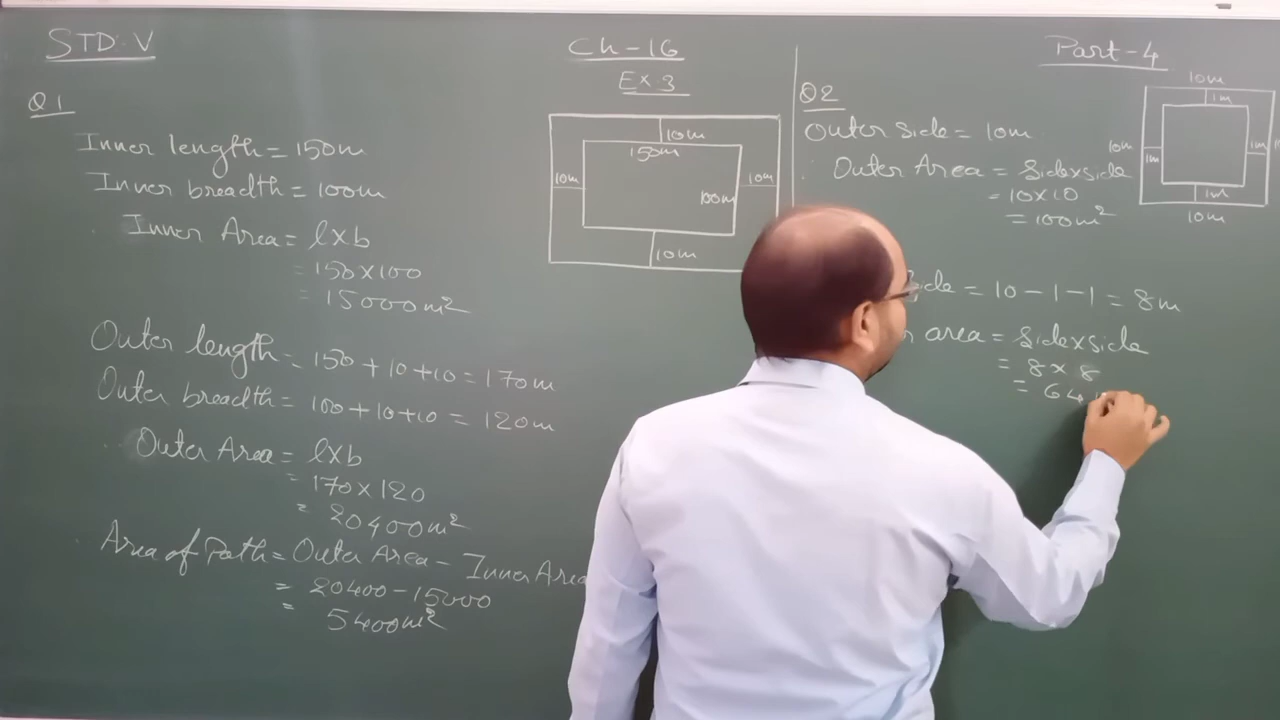 STD: V
Ch-16
Part-4
Ex.3
Q1
Inner length = 150m
Inner breadth = 100m
Inner Area = l×b
= 150×100
= 15000m²
Outer length = 150+10+10 = 170m
Outer breadth = 100+10+10 = 120m
Outer Area = l×b
= 170×120
= 20400m²
Area of Path = Outer Area - Inner Area
= 20400-15000
= 5400m²
10m
150m
10m
100m
10m
10m
Q2
Outer Side = 10m
Outer Area = Side×side
= 10×10
= 100m²
10m
1m
10m
1m
1m
1m
10m
Side = 10-1-1 = 8m
area = Side×side
= 8×8
= 64